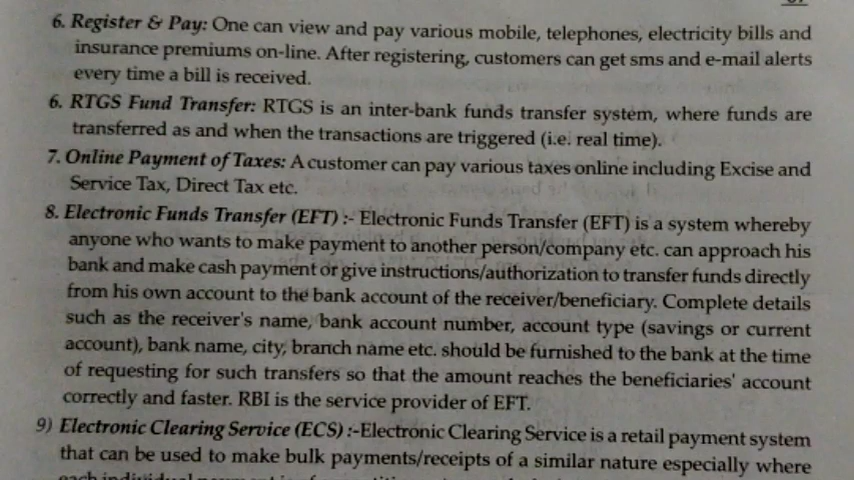 6. Register & Pay: One can view and pay various mobile, telephones, electricity bills and
insurance premiums on-line. After registering, customers can get sms and e-mail alerts
every time a bill is received.
6. RTGS Fund Transfer: RTGS is an inter-bank funds transfer system, where funds are
transferred as and when the transactions are triggered (i.e. real time).
7. Online Payment of Taxes: A customer can pay various taxes online including Excise and
Service Tax, Direct Tax etc.
8. Electronic Funds Transfer (EFT) :- Electronic Funds Transfer (EFT) is a system whereby
anyone who wants to make payment to another person/company etc. can approach his
bank and make cash payment or give instructions/authorization to transfer funds directly
from his own account to the bank account of the receiver/beneficiary. Complete details
such as the receiver's name, bank account number, account type (savings or current
account), bank name, city, branch name etc. should be furnished to the bank at the time
of requesting for such transfers so that the amount reaches the beneficiaries' account
correctly and faster. RBI is the service provider of EFT.
9) Electronic Clearing Service (ECS) :-Electronic Clearing Service is a retail payment system
that can be used to make bulk payments/receipts of a similar nature especially where
each individual payment is